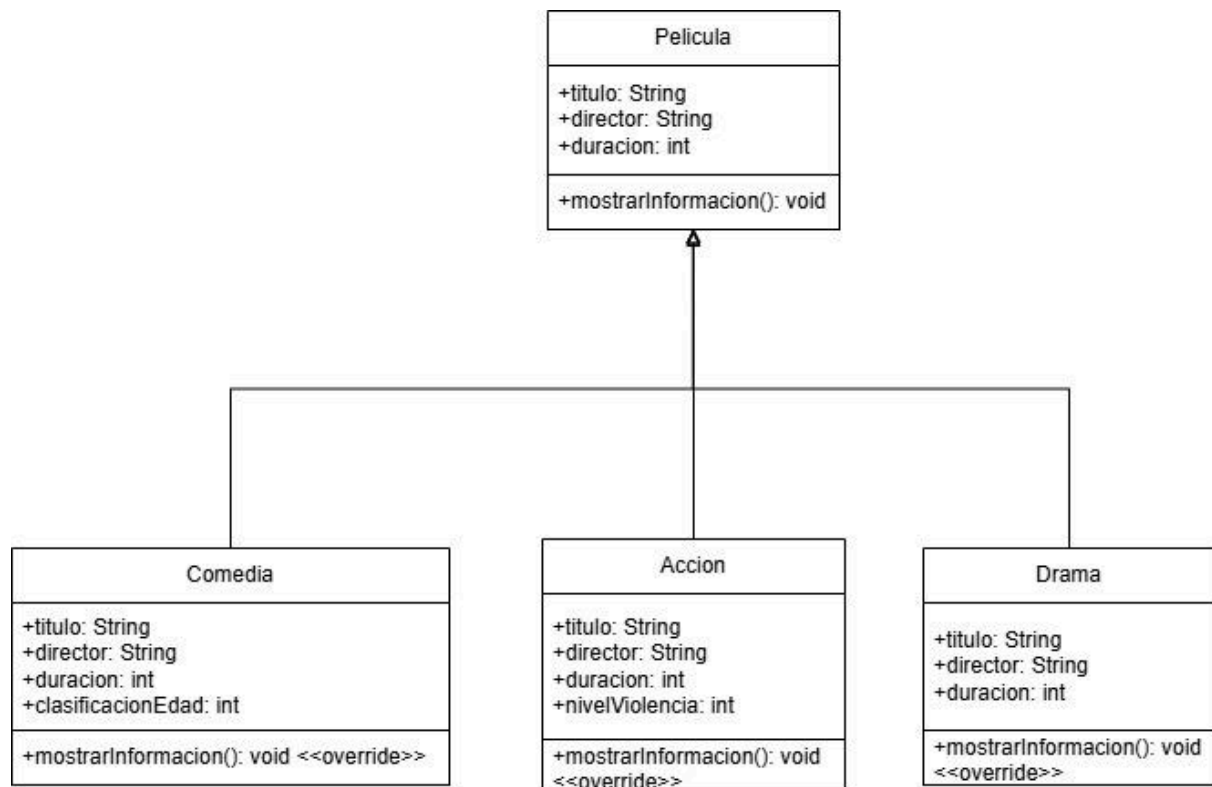 Pelicula
+titulo: String
+director: String
+duracion: int
+mostrarInformacion(): void
Comedia
+titulo: String
+director: String
+duracion: int
+clasificacionEdad: int
+mostrarInformacion(): void <<override>>
Accion
+titulo: String
+director: String
+duracion: int
+nivelViolencia: int
+mostrarInformacion(): void
<<override>>
Drama
+titulo: String
+director: String
+duracion: int
+mostrarInformacion(): void
<<override>>